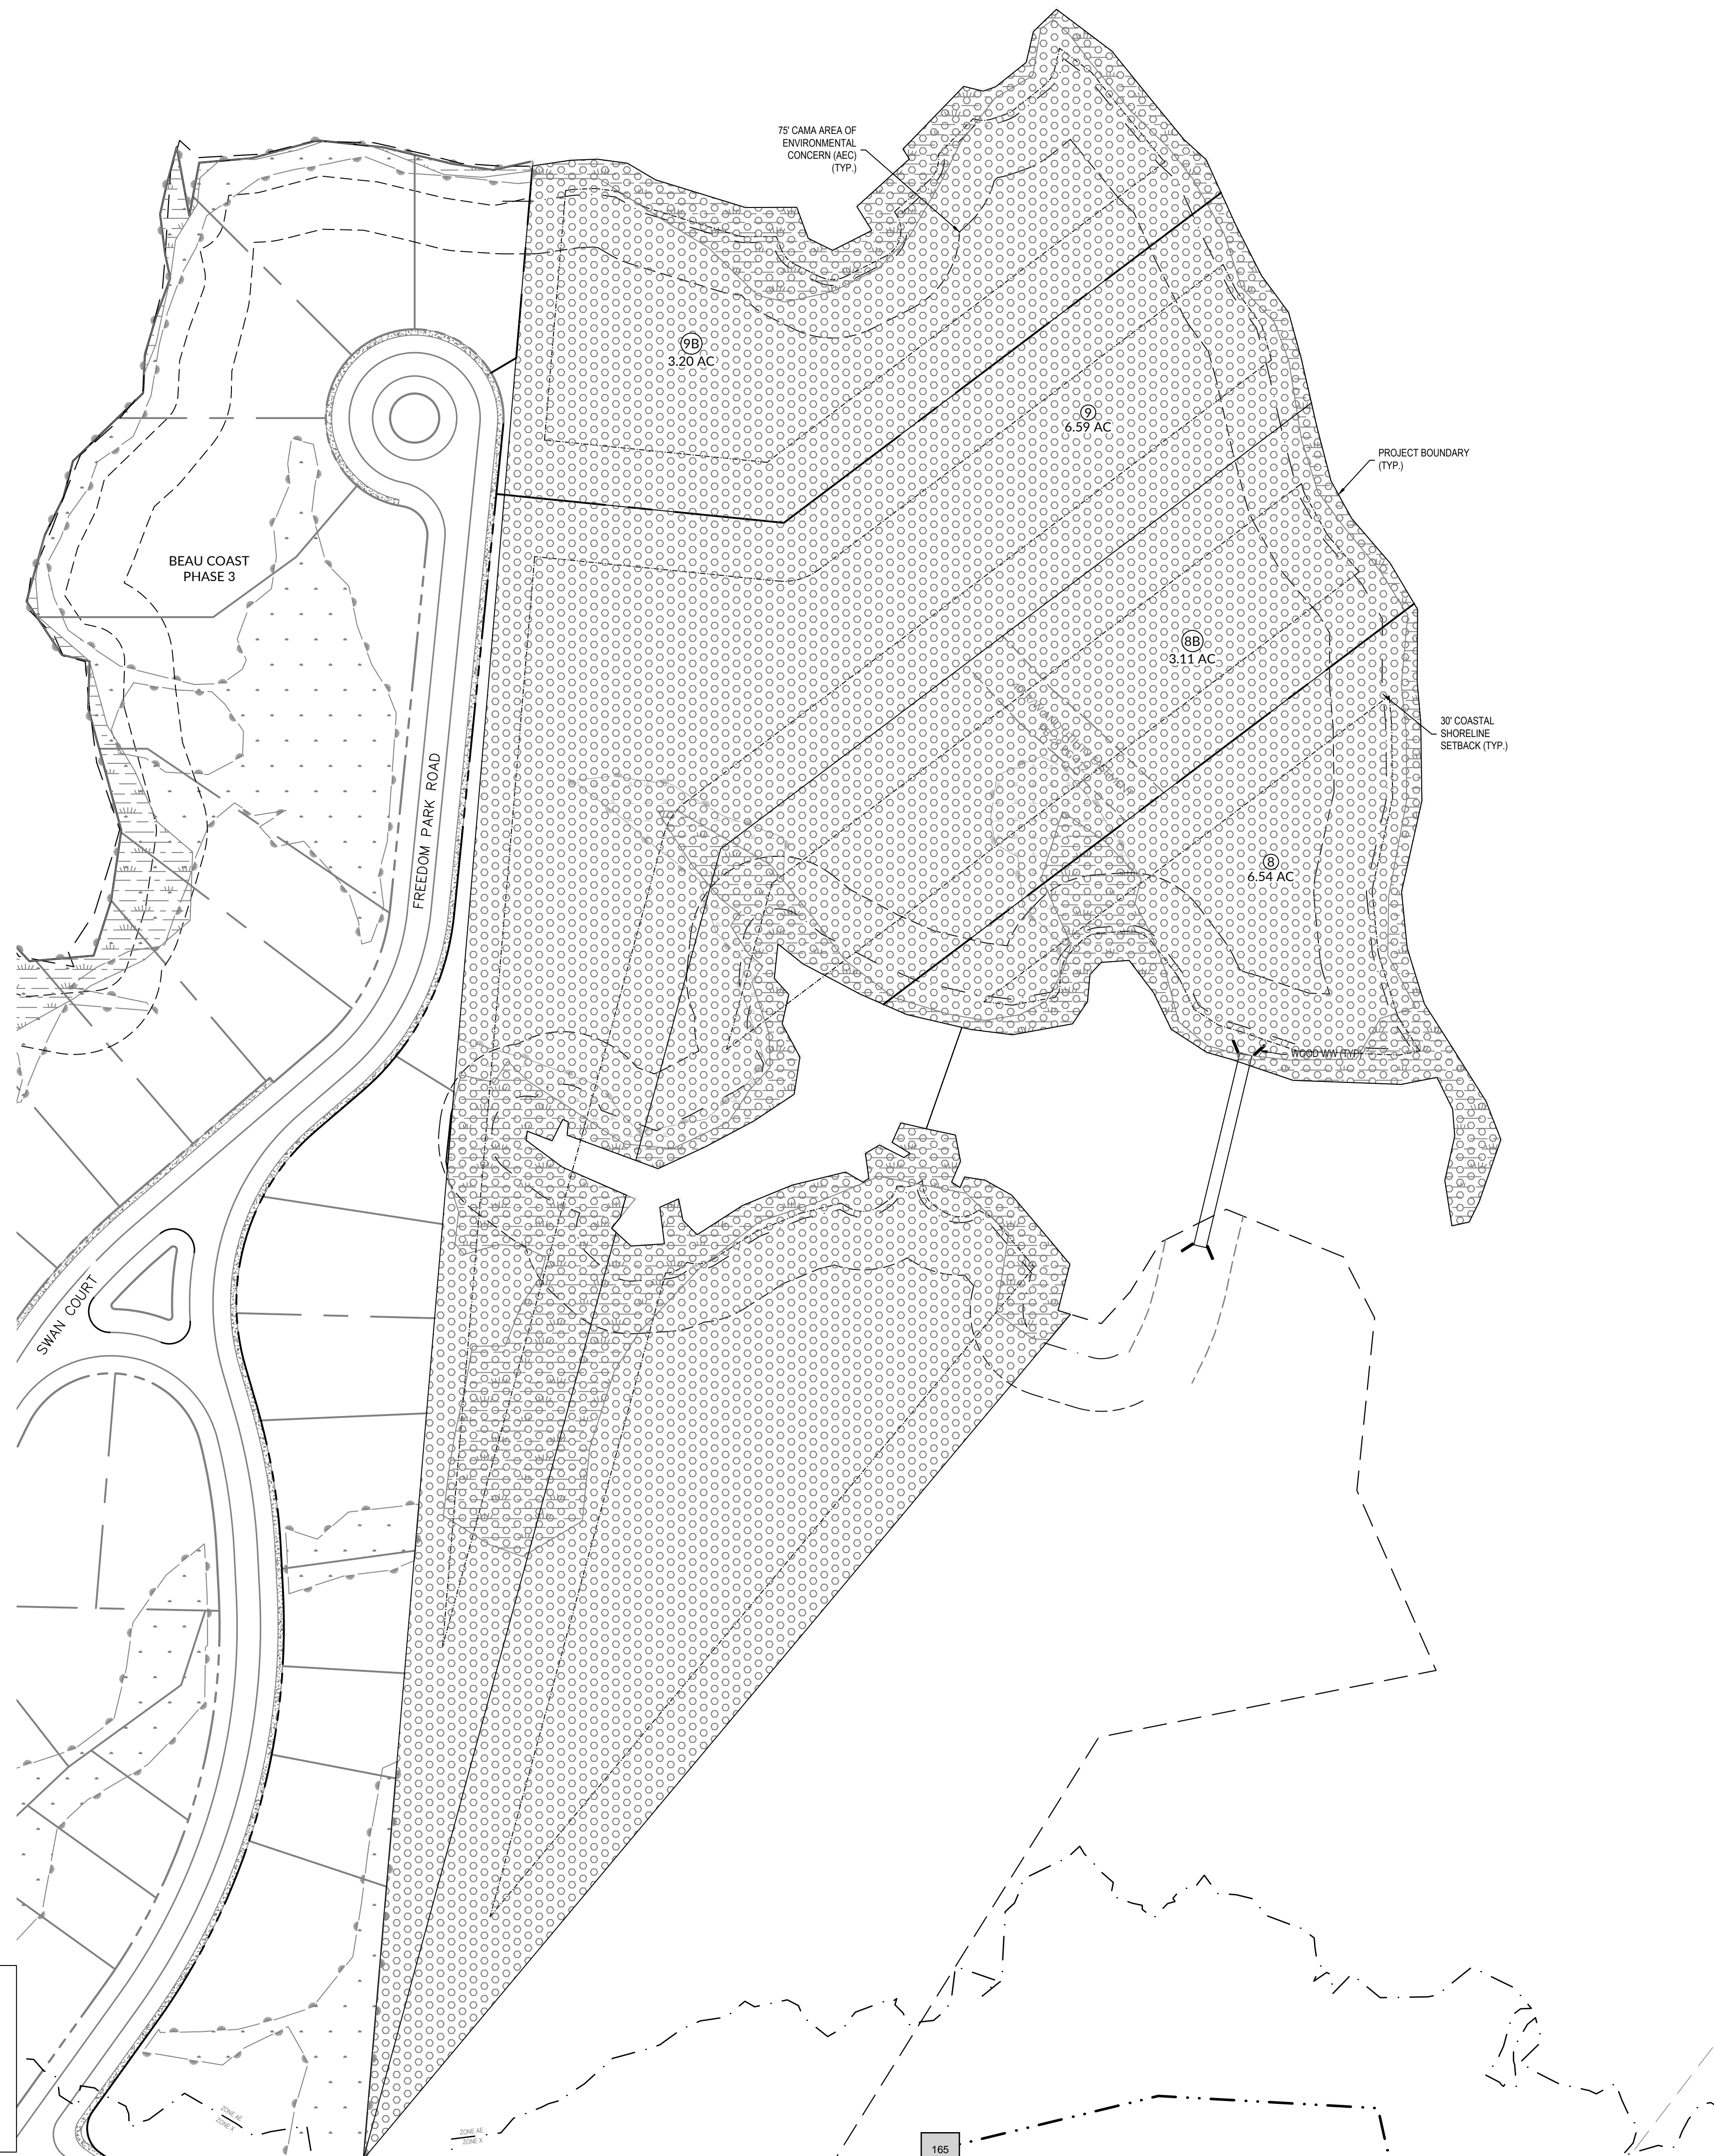 75' CAMA AREA OF
ENVIRONMENTAL
CONCERN (AEC)
(TYP.)
9B
3.20 AC
9
6.59 AC
PROJECT BOUNDARY
(TYP.)
BEAU COAST
PHASE 3
8B
3.11 AC
30' COASTAL
SHORELINE
SETBACK (TYP.)
FREEDOM PARK ROAD
8
6.54 AC
WOOD WW (TYP)
SWAN COURT
ZONE AE
ZONE X
ZONE AE
ZONE X
165